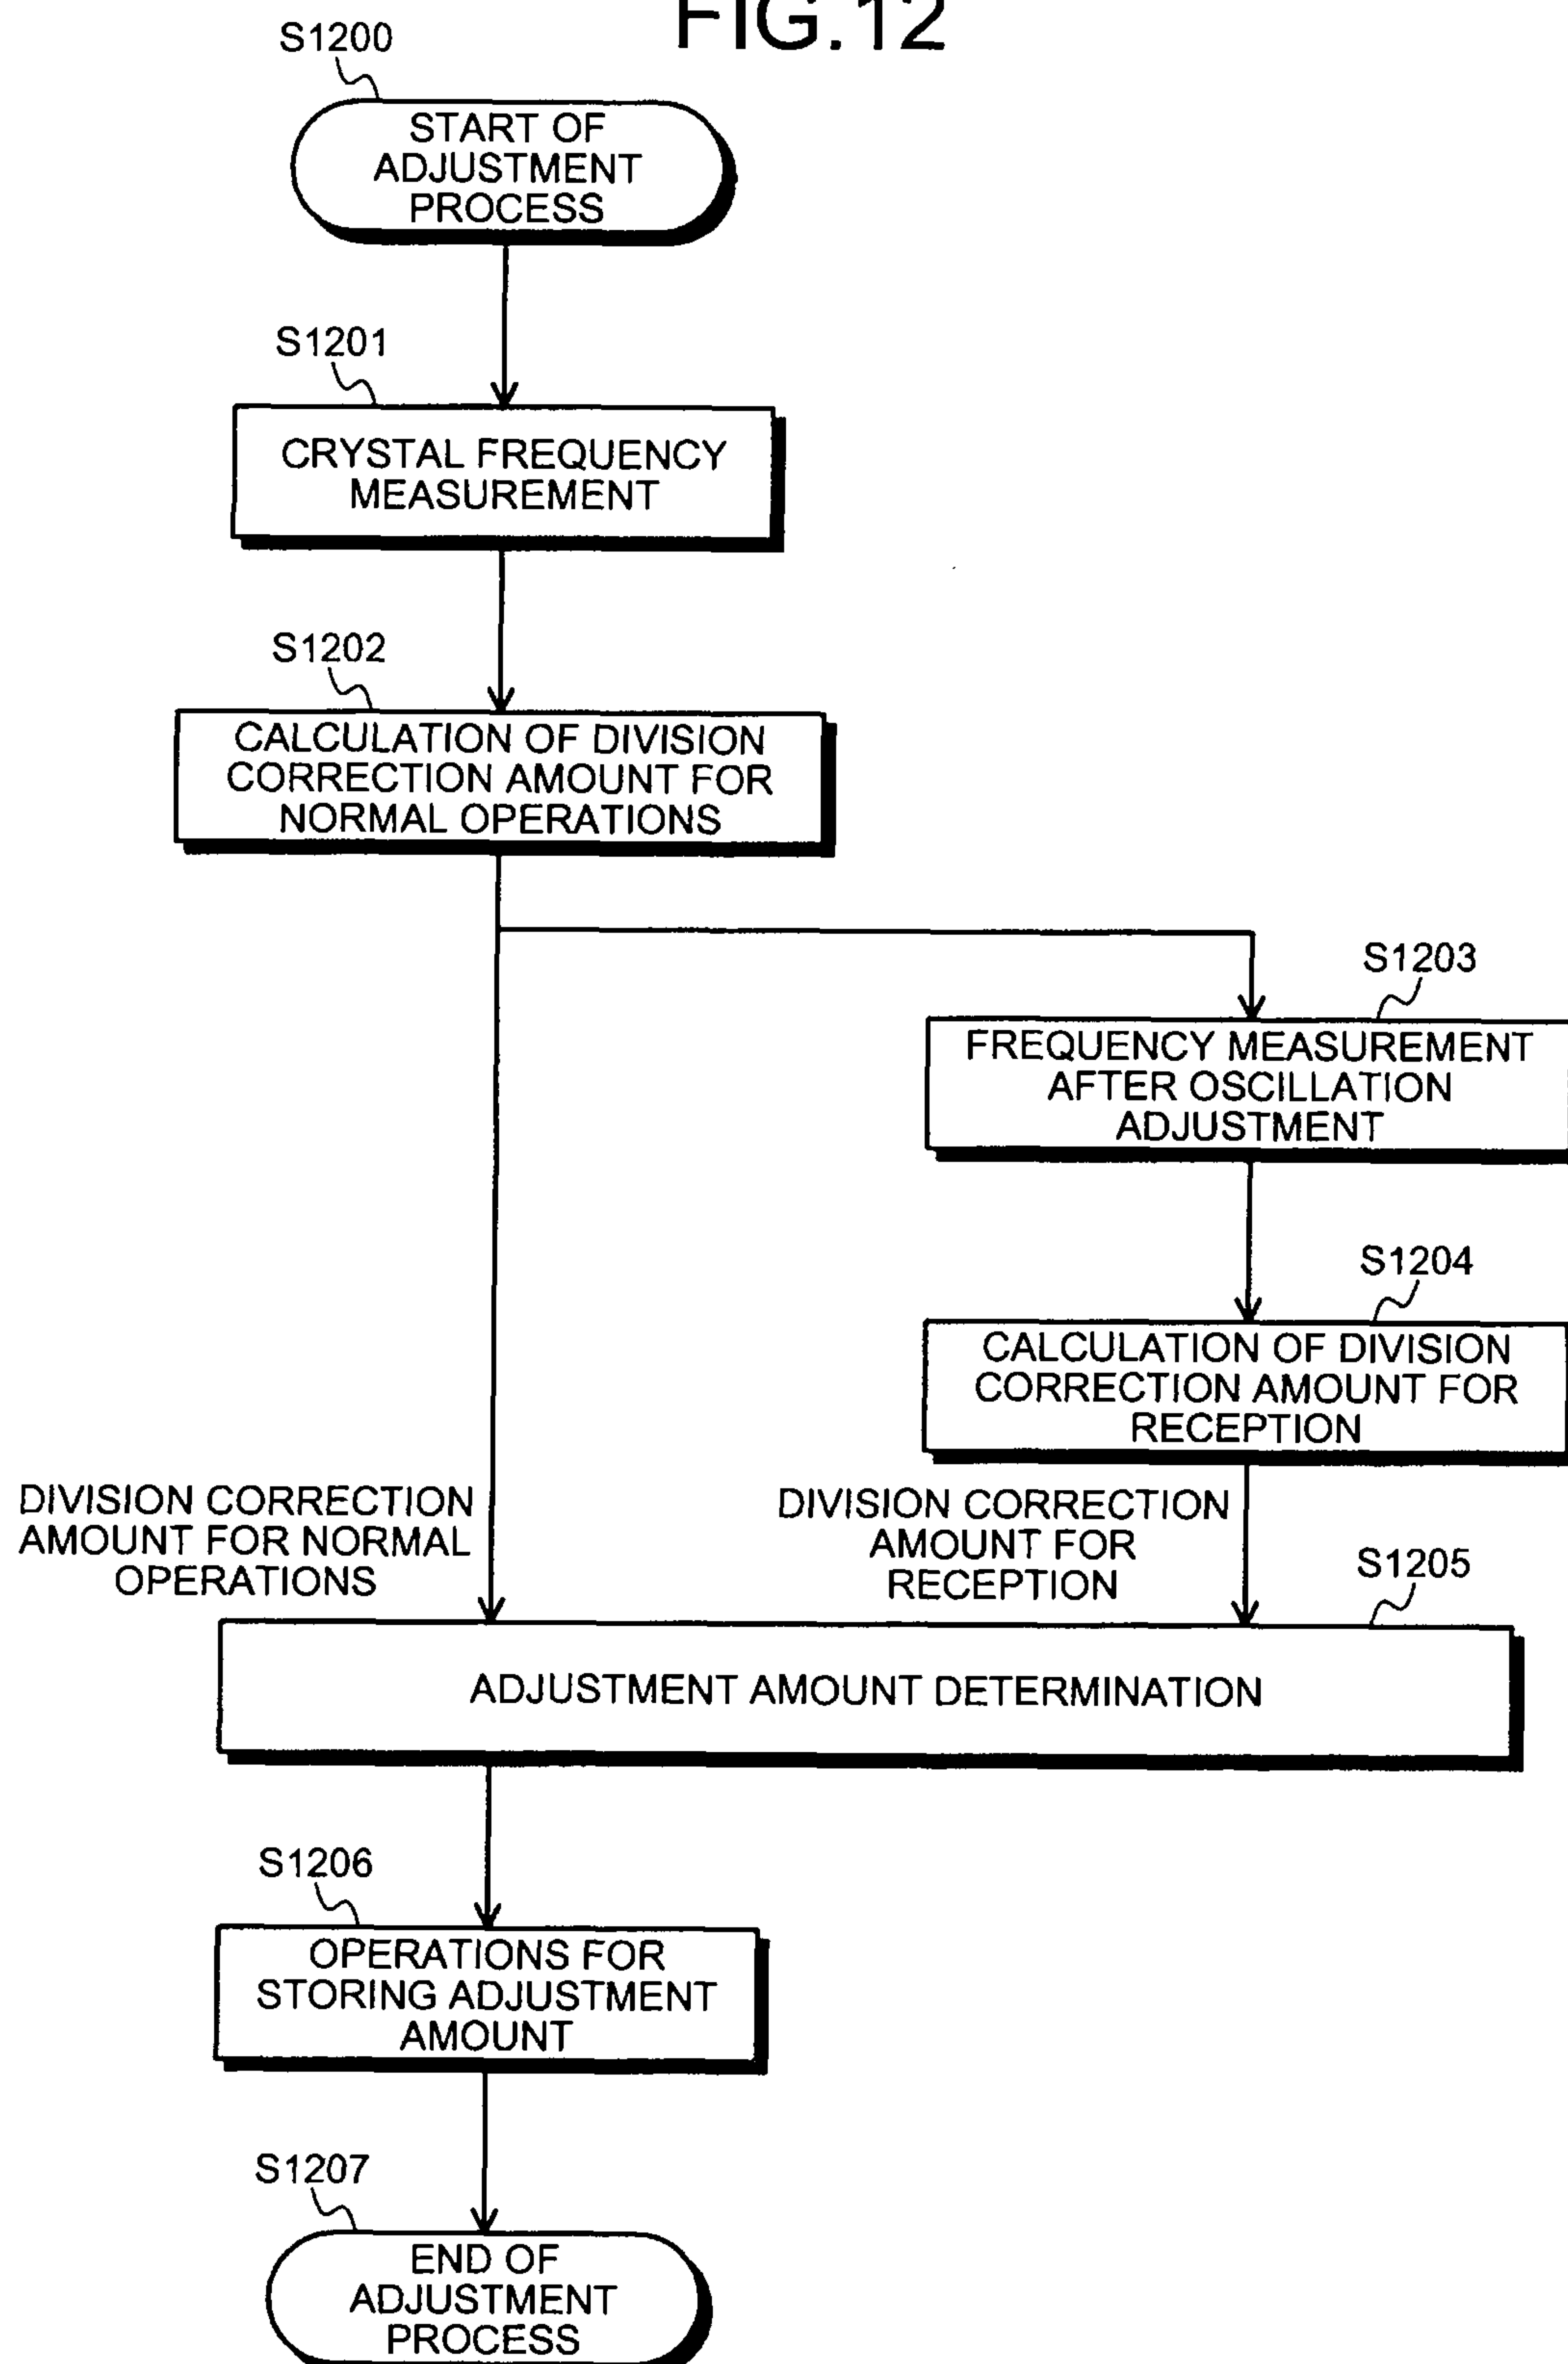 FIG.12
S1200
START OF
ADJUSTMENT
PROCESS
S1201
CRYSTAL FREQUENCY
MEASUREMENT
S1202
CALCULATION OF DIVISION
CORRECTION AMOUNT FOR
NORMAL OPERATIONS
S1203
FREQUENCY MEASUREMENT
AFTER OSCILLATION
ADJUSTMENT
S1204
CALCULATION OF DIVISION
CORRECTION AMOUNT FOR
RECEPTION
DIVISION CORRECTION
AMOUNT FOR NORMAL
OPERATIONS
DIVISION CORRECTION
AMOUNT FOR
RECEPTION
S1205
ADJUSTMENT AMOUNT DETERMINATION
S1206
OPERATIONS FOR
STORING ADJUSTMENT
AMOUNT
S1207
END OF
ADJUSTMENT
PROCESS